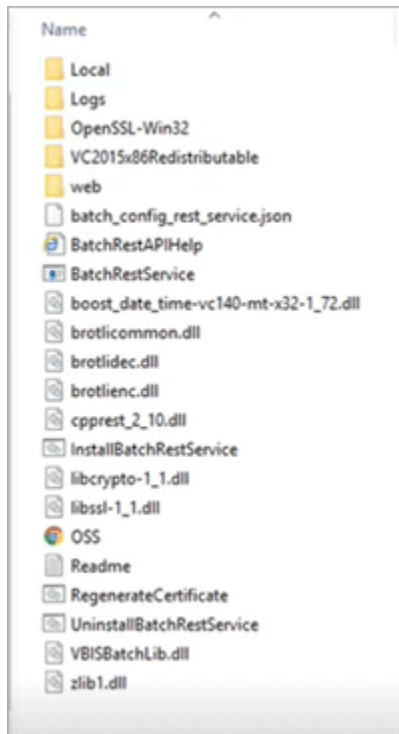 Name
Local
Logs
OpenSSL-Win32
VC2015x86Redistributable
web
batch_config_rest_service.json
BatchRestAPIHelp
BatchRestService
boost_date_time-vc140-mt-x32-1_72.dll
brotlicommon.dll
brotlidec.dll
brotlienc.dll
cpprest_2_10.dll
InstallBatchRestService
libcrypto-1_1.dll
libssl-1_1.dll
OSS
Readme
RegenerateCertificate
UninstallBatchRestService
VBISBatchLib.dll
zlib1.dll